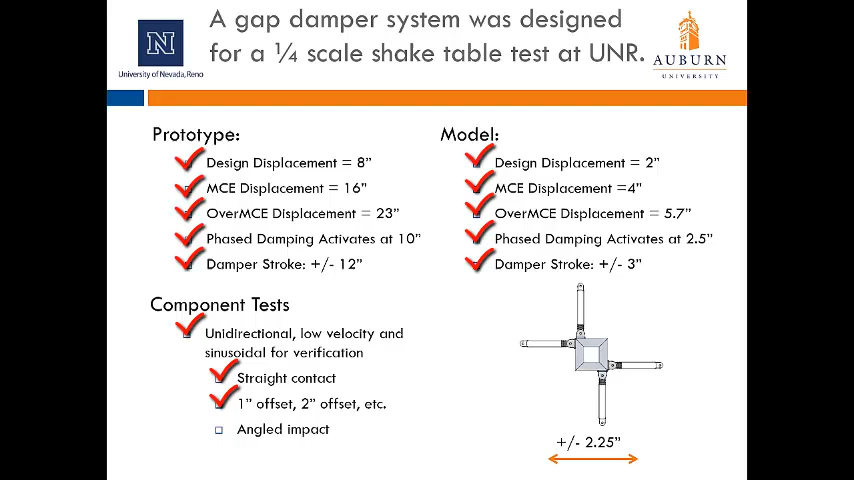 A gap damper system was designed
for a ¼ scale shake table test at UNR.
N
University of Nevada, Reno
AUBURN
UNIVERSITY
Prototype:
Design Displacement = 8"
MCE Displacement = 16"
OverMCE Displacement = 23"
Phased Damping Activates at 10"
Damper Stroke: +/- 12"
Model:
Design Displacement = 2"
MCE Displacement =4"
OverMCE Displacement = 5.7"
Phased Damping Activates at 2.5"
Damper Stroke: +/- 3"
Component Tests
Unidirectional, low velocity and
sinusoidal for verification
Straight contact
1" offset, 2" offset, etc.
Angled impact
+/- 2.25"